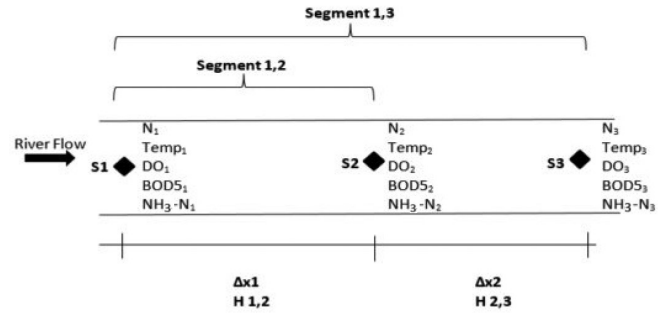 Segment 1,3
Segment 1,2
River Flow
S1
N₁
Temp₁
DO₁
BOD5₁
NH₃-N₁
S2
N₂
Temp₂
DO₂
BOD5₂
NH₃-N₂
S3
N₃
Temp₃
DO₃
BOD5₃
NH₃-N₃
Δx1
H 1,2
Δx2
H 2,3